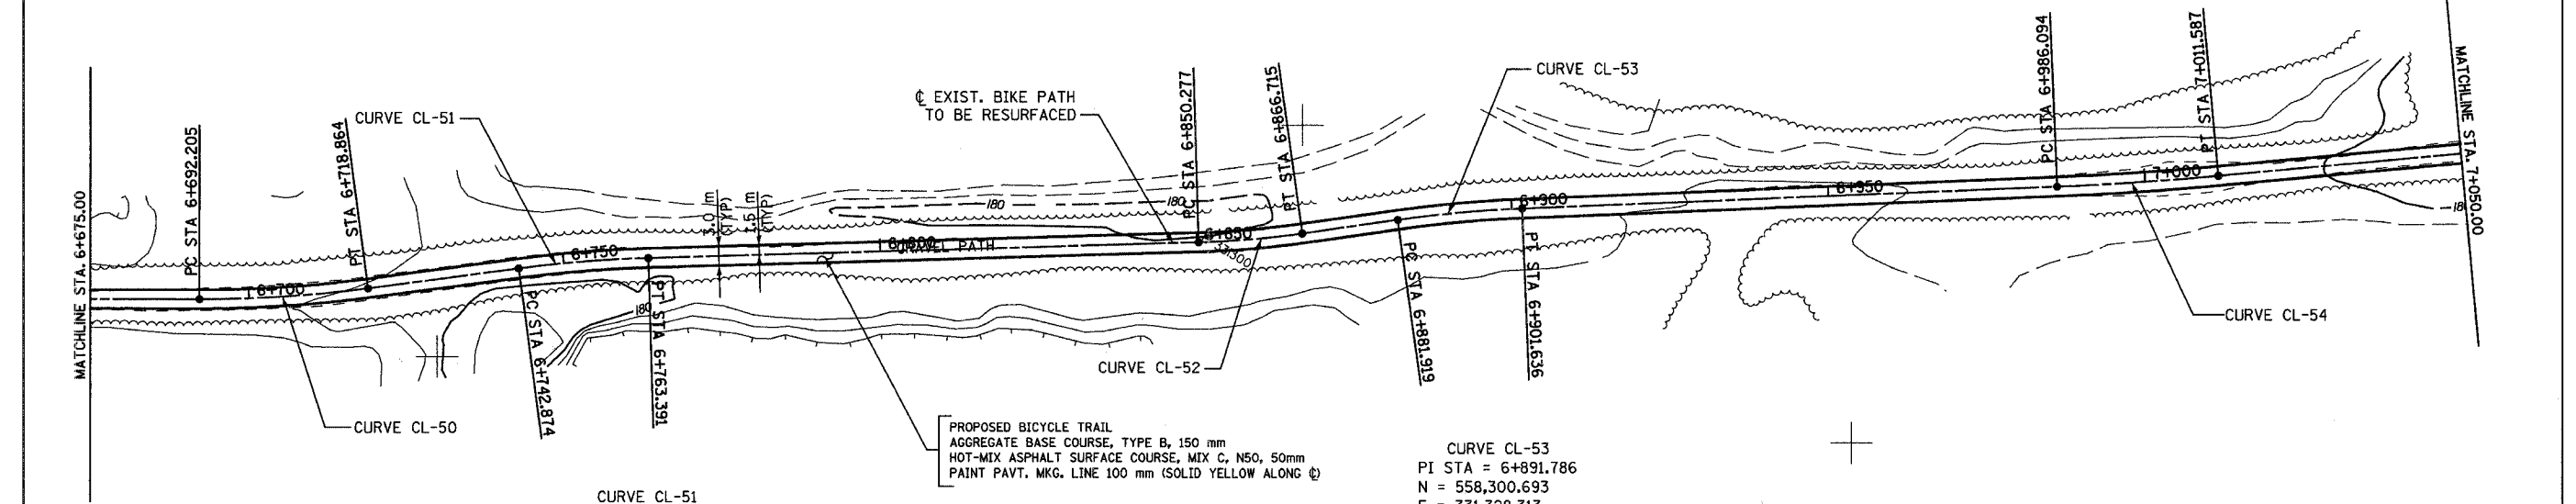 MATCHLINE STA. 6+675.00
PC STA 6+692.205
PT STA 6+718.864
CURVE CL-51
℄ EXIST. BIKE PATH
TO BE RESURFACED
PC STA 6+850.277
PT STA 6+866.715
CURVE CL-53
PC STA 6+986.094
PT STA 7+011.587
MATCHLINE STA. 7+050.00
3.0 m
(TYP)
1.5 m
(TYP)
180
180
6+700
6+750
6+800
GRAVEL PATH
6+850
6+900
6+950
7+000
180
PC STA 6+742.874
PT STA 6+763.391
PC STA 6+881.919
PT STA 6+901.636
CURVE CL-54
CURVE CL-52
CURVE CL-50
PROPOSED BICYCLE TRAIL
AGGREGATE BASE COURSE, TYPE B, 150 mm
HOT-MIX ASPHALT SURFACE COURSE, MIX C, N50, 50mm
PAINT PAVT. MKG. LINE 100 mm (SOLID YELLOW ALONG ℄)
CURVE CL-53
PI STA = 6+891.786
N = 558,300.693
CURVE CL-51